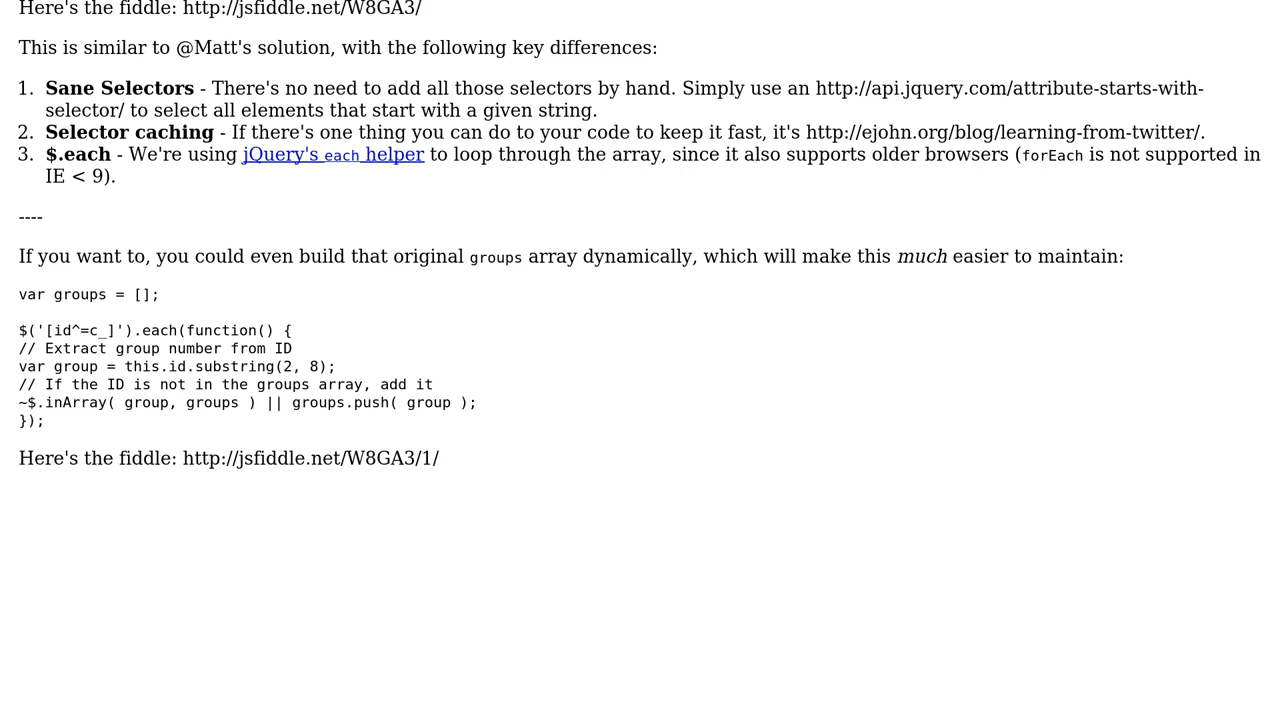 Here's the fiddle: http://jsfiddle.net/W8GA3/
This is similar to @Matt's solution, with the following key differences:
1. Sane Selectors - There's no need to add all those selectors by hand. Simply use an http://api.jquery.com/attribute-starts-with-
selector/ to select all elements that start with a given string.
2. Selector caching - If there's one thing you can do to your code to keep it fast, it's http://ejohn.org/blog/learning-from-twitter/.
3. $.each - We're using jQuery's each helper to loop through the array, since it also supports older browsers (forEach is not supported in
IE < 9).
----
If you want to, you could even build that original groups array dynamically, which will make this much easier to maintain:
var groups = [];
$('[id^=c_]').each(function() {
// Extract group number from ID
var group = this.id.substring(2, 8);
// If the ID is not in the groups array, add it
~$.inArray( group, groups ) || groups.push( group );
});
Here's the fiddle: http://jsfiddle.net/W8GA3/1/